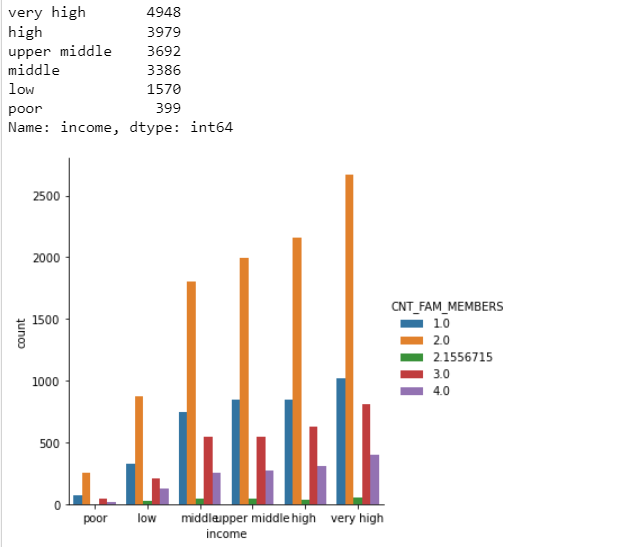 very high 4948
high 3979
upper middle 3692
middle 3386
low 1570
poor 399
Name: income, dtype: int64
2500
2000
1500
1000
500
0
count
poor low middle upper middle high very high
income
CNT_FAM_MEMBERS
1.0
2.0
2.1556715
3.0
4.0